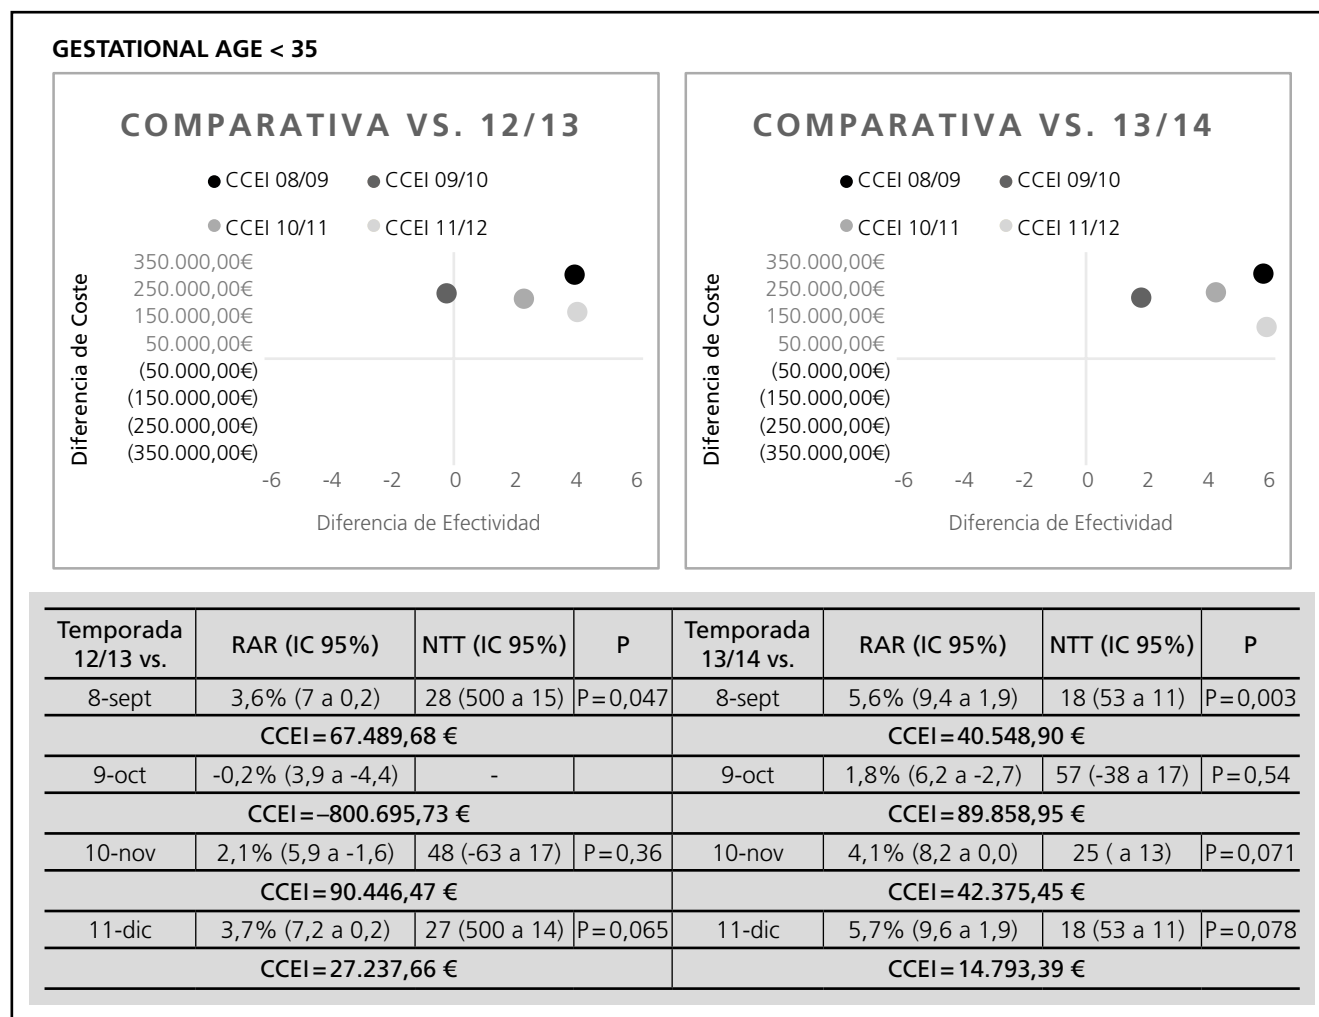 GESTATIONAL AGE < 35
COMPARATIVA VS. 12/13
CCEI 08/09 CCEI 09/10
CCEI 10/11 CCEI 11/12
Diferencia de Coste
350.000,00€
250.000,00€
150.000,00€
50.000,00€
(50.000,00€)
(150.000,00€)
(250.000,00€)
(350.000,00€)
-6 -4 -2 0 2 4 6
Diferencia de Efectividad
COMPARATIVA VS. 13/14
CCEI 08/09 CCEI 09/10
CCEI 10/11 CCEI 11/12
Diferencia de Coste
350.000,00€
250.000,00€
150.000,00€
50.000,00€
(50.000,00€)
(150.000,00€)
(250.000,00€)
(350.000,00€)
-6 -4 -2 0 2 4 6
Diferencia de Efectividad
Temporada 12/13 vs. RAR (IC 95%) NTT (IC 95%) P Temporada 13/14 vs. RAR (IC 95%) NTT (IC 95%) P
8-sept 3,6% (7 a 0,2) 28 (500 a 15) P=0,047 8-sept 5,6% (9,4 a 1,9) 18 (53 a 11) P=0,003
CCEI=67.489,68 € CCEI=40.548,90 €
9-oct -0,2% (3,9 a -4,4) - 9-oct 1,8% (6,2 a -2,7) 57 (-38 a 17) P=0,54
CCEI=–800.695,73 € CCEI=89.858,95 €
10-nov 2,1% (5,9 a -1,6) 48 (-63 a 17) P=0,36 10-nov 4,1% (8,2 a 0,0) 25 ( a 13) P=0,071
CCEI=90.446,47 € CCEI=42.375,45 €
11-dic 3,7% (7,2 a 0,2) 27 (500 a 14) P=0,065 11-dic 5,7% (9,6 a 1,9) 18 (53 a 11) P=0,078
CCEI=27.237,66 € CCEI=14.793,39 €